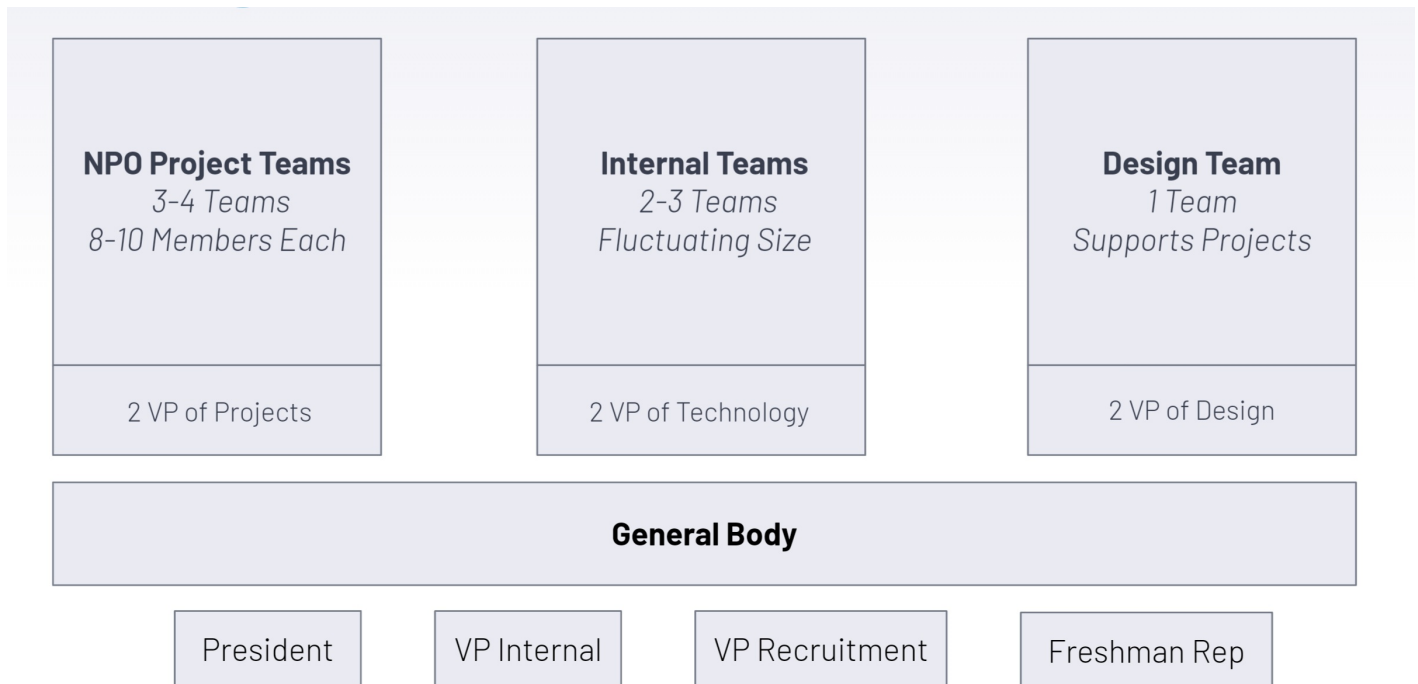 NPO Project Teams
3-4 Teams
8-10 Members Each
2 VP of Projects
Internal Teams
2-3 Teams
Fluctuating Size
2 VP of Technology
Design Team
1 Team
Supports Projects
2 VP of Design
General Body
President
VP Internal
VP Recruitment
Freshman Rep